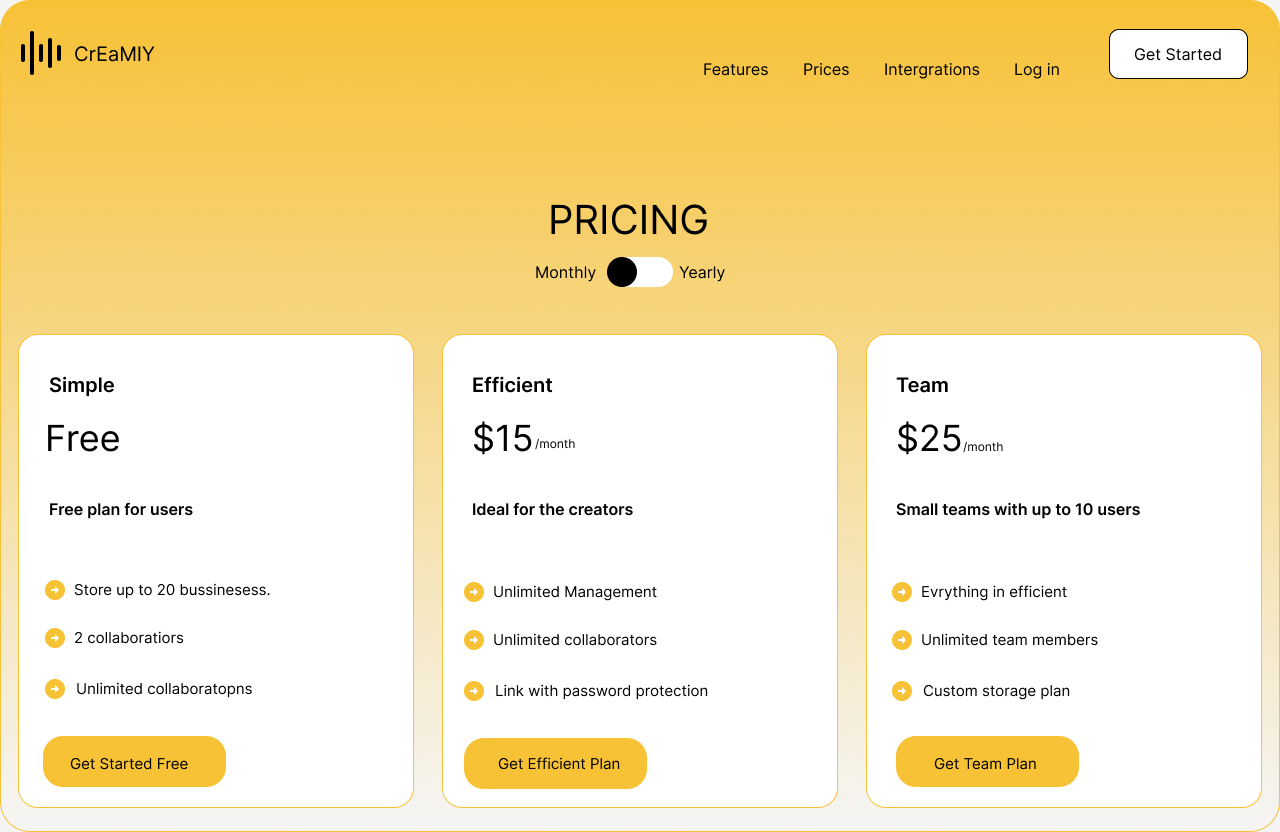 CrEaMIY
Features Prices Intergrations Log in Get Started
PRICING
Monthly Yearly
Simple
Free
Free plan for users
Store up to 20 bussinesess.
2 collaboratiors
Unlimited collaboratopns
Get Started Free
Efficient
$15/month
Ideal for the creators
Unlimited Management
Unlimited collaborators
Link with password protection
Get Efficient Plan
Team
$25/month
Small teams with up to 10 users
Evrything in efficient
Unlimited team members
Custom storage plan
Get Team Plan